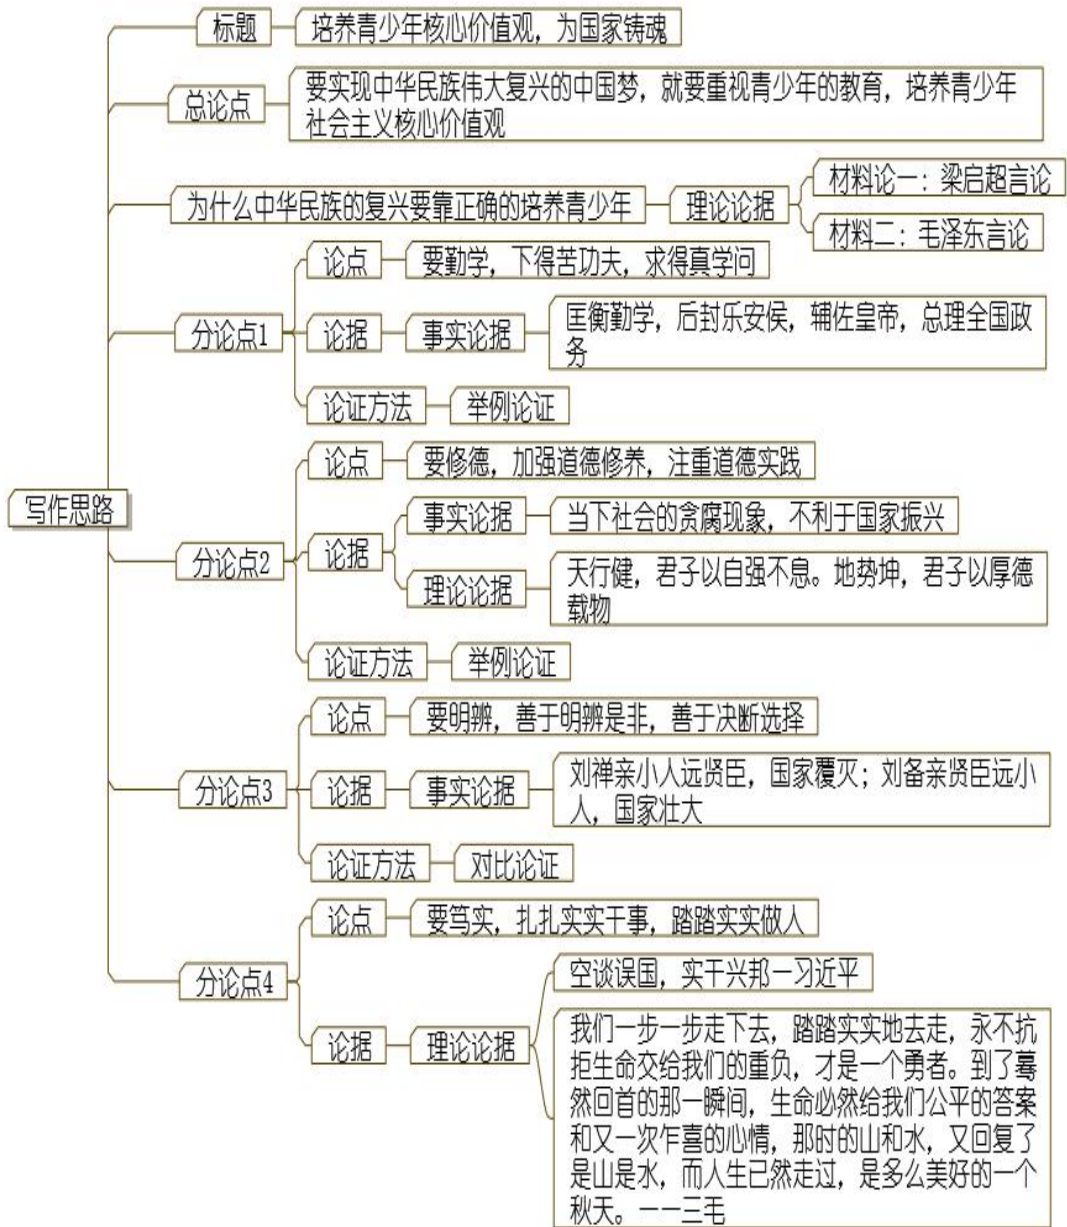 标题
培养青少年核心价值观，为国家铸魂
总论点
要实现中华民族伟大复兴的中国梦，就要重视青少年的教育，培养青少年
社会主义核心价值观
为什么中华民族的复兴要靠正确的培养青少年
理论论据
材料论一：梁启超言论
材料二：毛泽东言论
写作思路
分论点1
论点
要勤学，下得苦功夫，求得真学问
论据
事实论据
匡衡勤学，后封乐安侯，辅佐皇帝，总理全国政
务
论证方法
举例论证
分论点2
论点
要修德，加强道德修养，注重道德实践
论据
事实论据
当下社会的贪腐现象，不利于国家振兴
理论论据
天行健，君子以自强不息。地势坤，君子以厚德
载物
论证方法
举例论证
分论点3
论点
要明辨，善于明辨是非，善于决断选择
论据
事实论据
刘禅亲小人远贤臣，国家覆灭；刘备亲贤臣远小
人，国家壮大
论证方法
对比论证
分论点4
论点
要笃实，扎扎实实干事，踏踏实实做人
论据
理论论据
空谈误国，实干兴邦—习近平
我们一步一步走下去，踏踏实实地去走，永不抗
拒生命交给我们的重负，才是一个勇者。到了蓦
然回首的那一瞬间，生命必然给我们公平的答案
和又一次乍喜的心情，那时的山和水，又回复了
是山是水，而人生已然走过，是多么美好的一个
秋天。——三毛